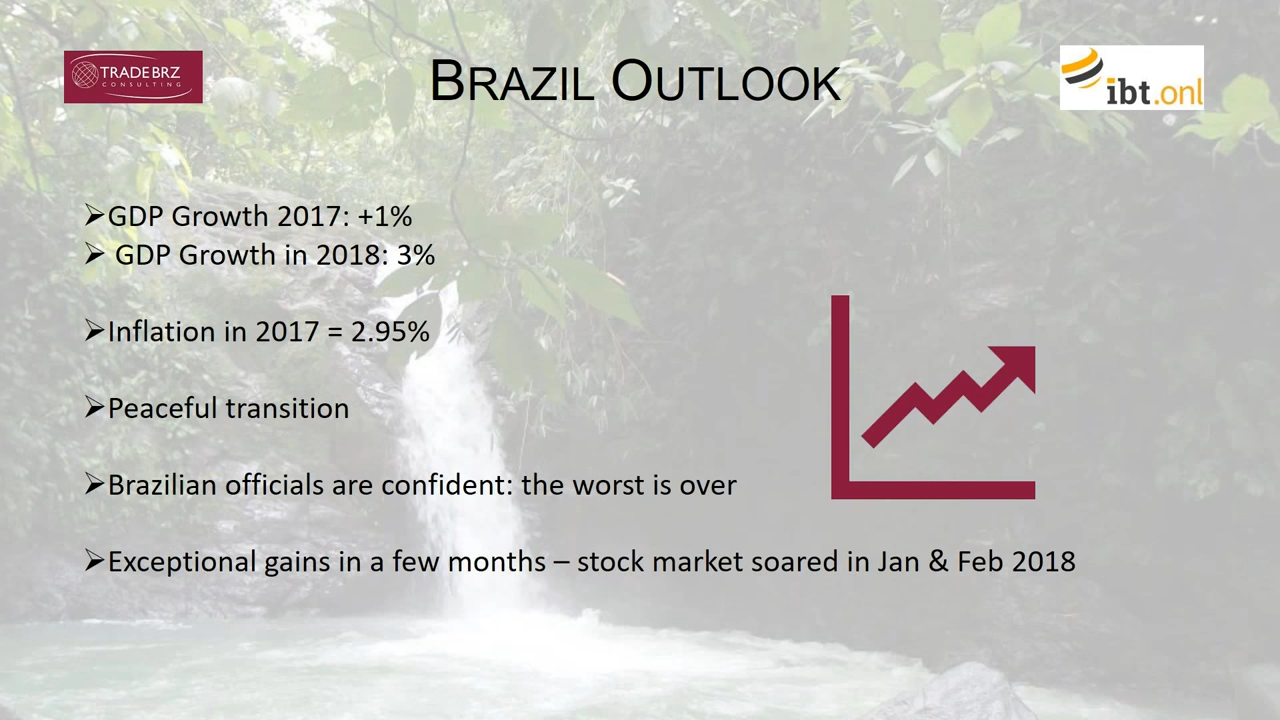 TRADEBRZ
CONSULTING
BRAZIL OUTLOOK
ibt.onl
➢GDP Growth 2017: +1%
➢ GDP Growth in 2018: 3%
➢Inflation in 2017 = 2.95%
➢Peaceful transition
➢Brazilian officials are confident: the worst is over
➢Exceptional gains in a few months – stock market soared in Jan & Feb 2018